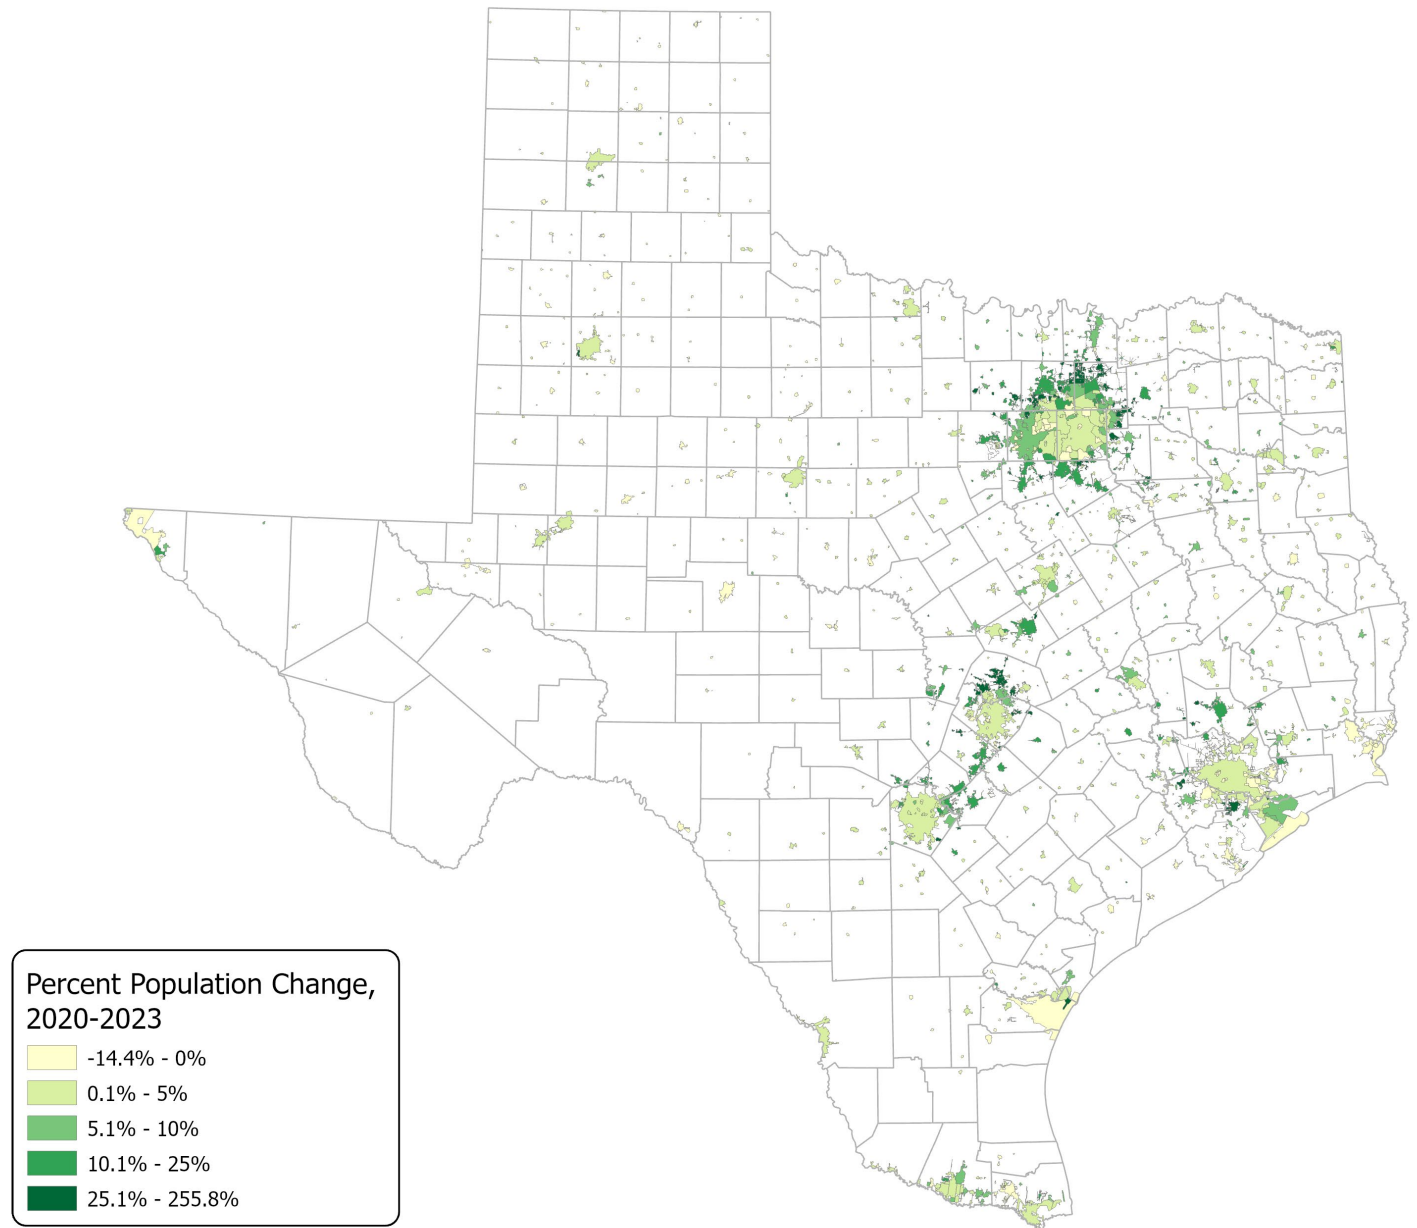 Percent Population Change,
2020-2023
-14.4% - 0%
0.1% - 5%
5.1% - 10%
10.1% - 25%
25.1% - 255.8%